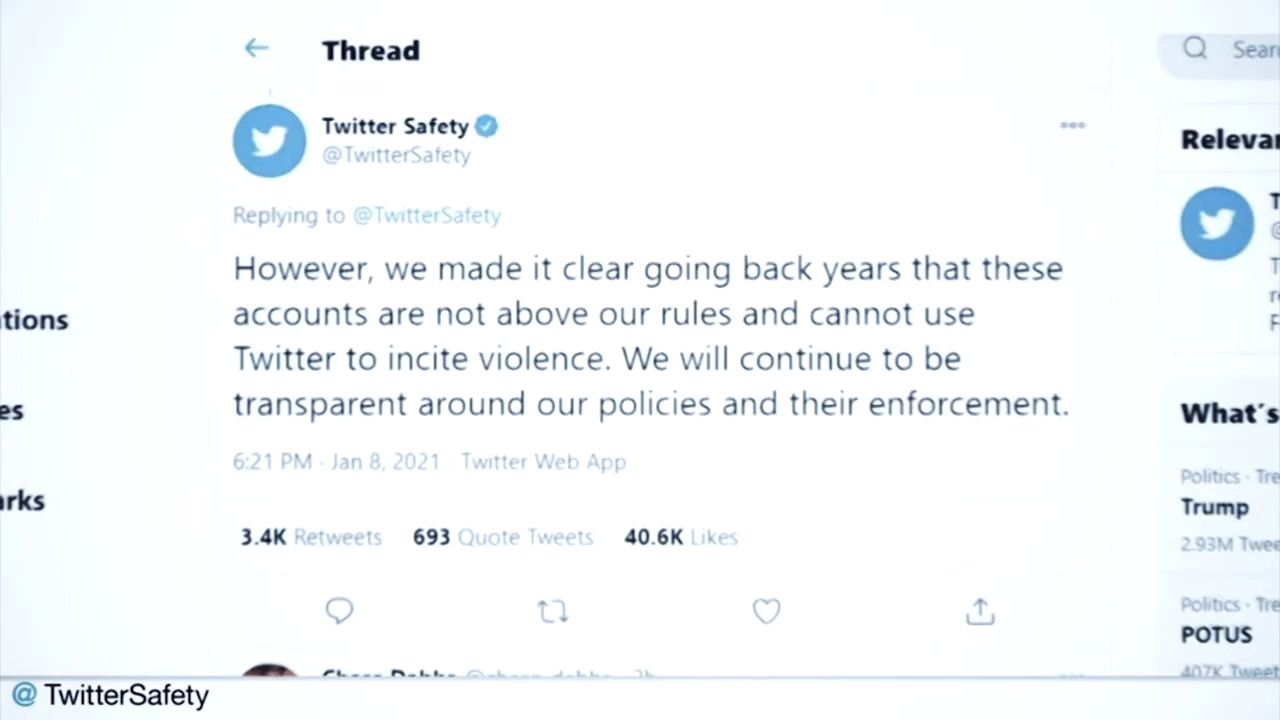 Thread
Twitter Safety
@TwitterSafety
Replying to @TwitterSafety
However, we made it clear going back years that these
accounts are not above our rules and cannot use
Twitter to incite violence. We will continue to be
transparent around our policies and their enforcement.
6:21 PM · Jan 8, 2021 · Twitter Web App
3.4K Retweets 693 Quote Tweets 40.6K Likes
tions
es
arks
Sear
Relevan
What's
Politics · Tre
Trump
2.93M Twee
Politics · Tre
POTUS
407K Tweet
@ TwitterSafety